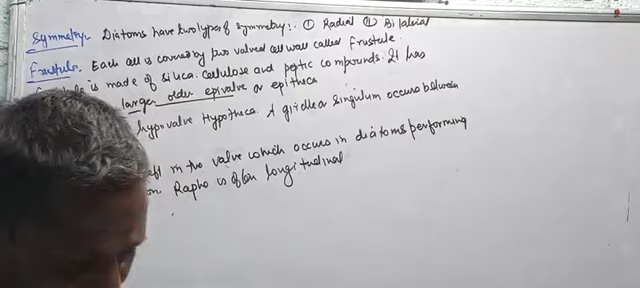 Symmetry- Diatoms have two types of symmetry:. ① Radial ② Bilateral
Frustule. Each cell is covered by two valved cell wall called Frustule.
is made of Silica. Cellulose and peptic compounds. It has
larger older epivalve or epitheca
hypovalve Hypotheca. A girdle or Singulum occurs between
in the valve which occurs in diatoms performing
Raphe is often longitudinal